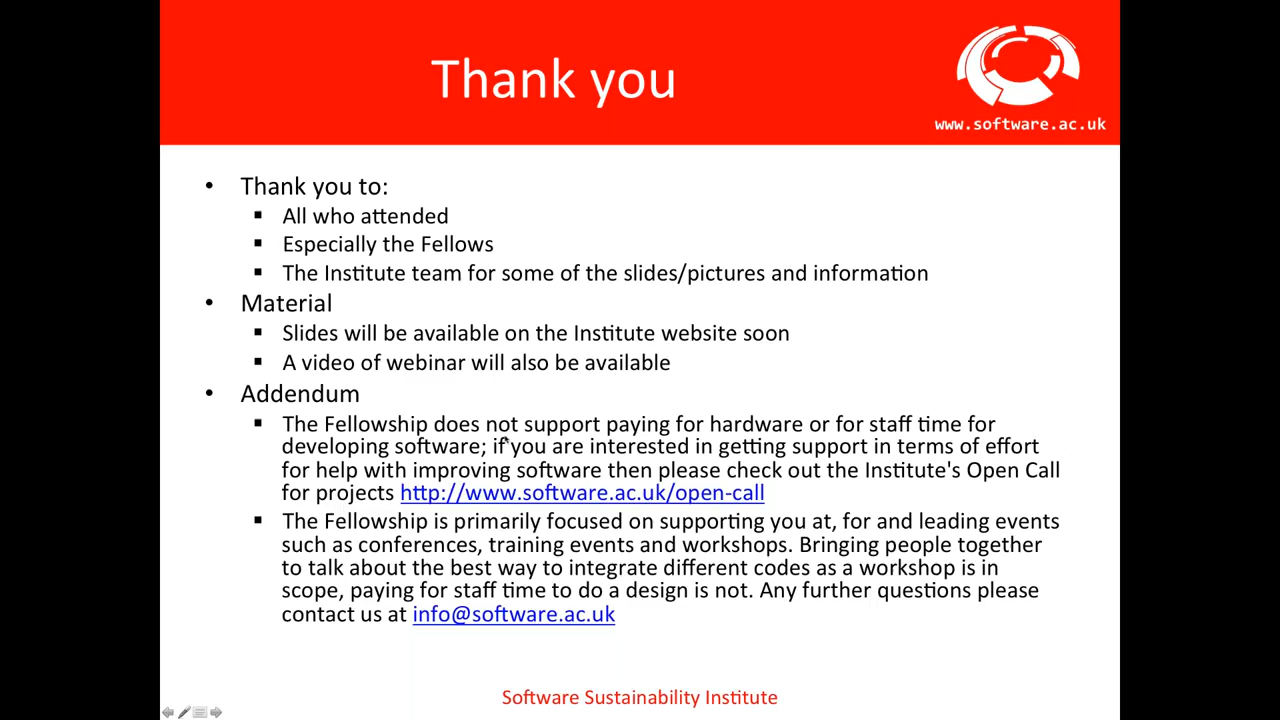 Thank you
www.software.ac.uk
• Thank you to:
▪ All who attended
▪ Especially the Fellows
▪ The Institute team for some of the slides/pictures and information
• Material
▪ Slides will be available on the Institute website soon
▪ A video of webinar will also be available
• Addendum
▪ The Fellowship does not support paying for hardware or for staff time for
developing software; if you are interested in getting support in terms of effort
for help with improving software then please check out the Institute's Open Call
for projects http://www.software.ac.uk/open-call
▪ The Fellowship is primarily focused on supporting you at, for and leading events
such as conferences, training events and workshops. Bringing people together
to talk about the best way to integrate different codes as a workshop is in
scope, paying for staff time to do a design is not. Any further questions please
contact us at info@software.ac.uk
Software Sustainability Institute